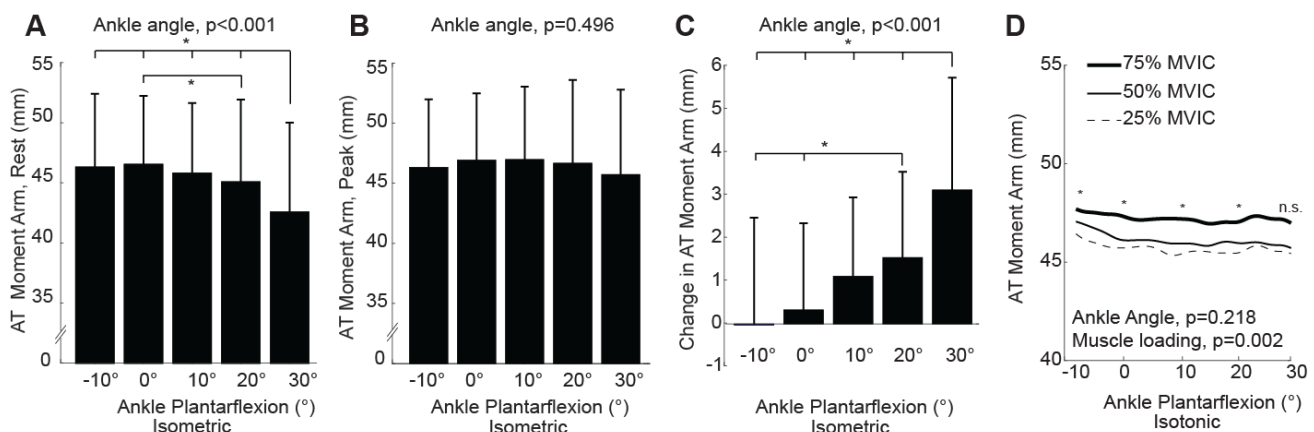 A
Ankle angle, p<0.001
*
*
AT Moment Arm, Rest (mm)
55
50
45
40
35
0
-10°
0°
10°
20°
30°
Ankle Plantarflexion (°)
Isometric
B
Ankle angle, p=0.496
AT Moment Arm, Peak (mm)
55
50
45
40
35
0
-10°
0°
10°
20°
30°
Ankle Plantarflexion (°)
Isometric
C
Ankle angle, p<0.001
*
*
Change in AT Moment Arm (mm)
6
5
4
3
2
1
0
-1
-10°
0°
10°
20°
30°
Ankle Plantarflexion (°)
Isometric
D
75% MVIC
50% MVIC
25% MVIC
AT Moment Arm (mm)
55
50
45
40
* * * * n.s.
Ankle Angle, p=0.218
Muscle loading, p=0.002
-10 0 10 20 30
Ankle Plantarflexion (°)
Isotonic